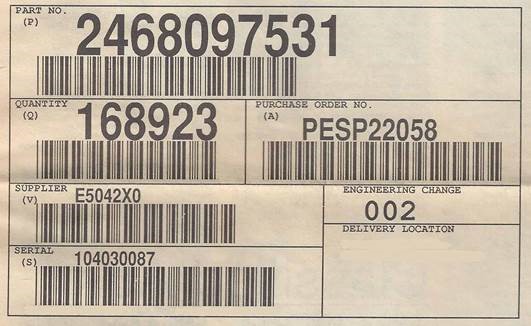 PART NO.
(P)
2468097531
QUANTITY
(Q)
168923
PURCHASE ORDER NO.
(A)
PESP22058
SUPPLIER
(V)
E5042X0
ENGINEERING CHANGE
002
DELIVERY LOCATION
SERIAL
(S)
104030087